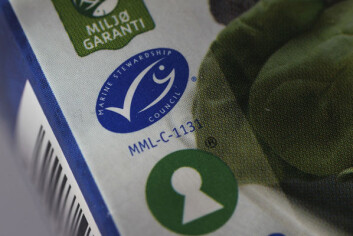 MILJØ
GARANTI
MARINE STEWARDSHIP
COUNCIL
MML-C-1131
®